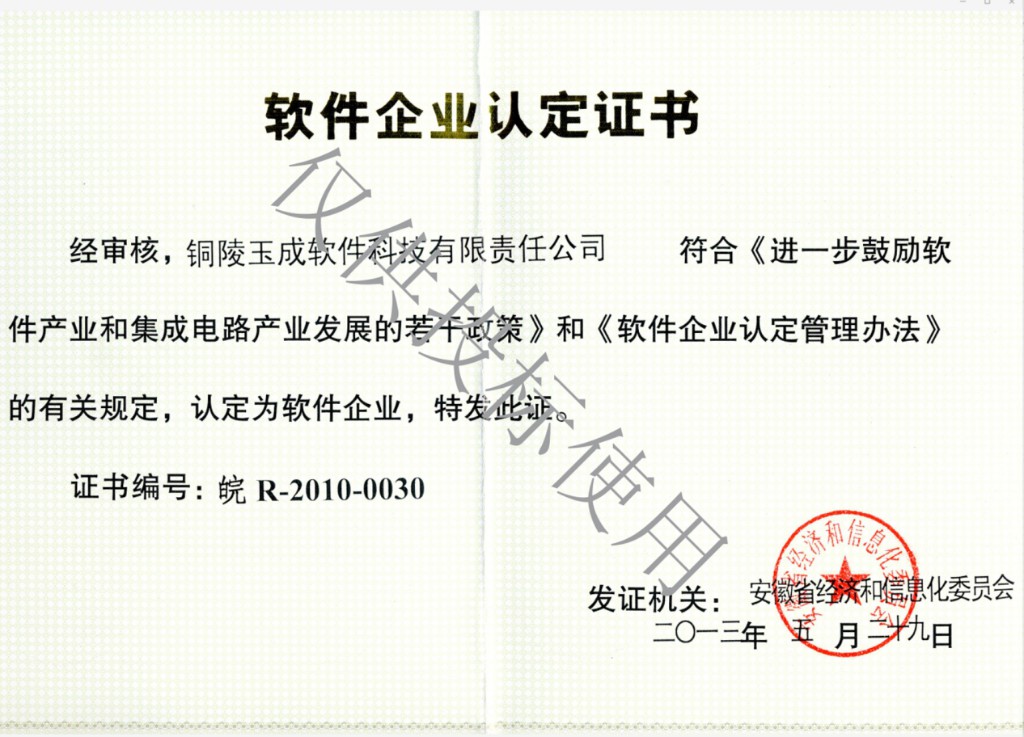 软件企业认定证书
经审核，铜陵玉成软件科技有限责任公司 符合《进一步鼓励软
件产业和集成电路产业发展的若干政策》和《软件企业认定管理办法》
的有关规定，认定为软件企业，特发此证。
证书编号：皖 R-2010-0030
发证机关：安徽省经济和信息化委员会
二〇一三年 五 月二十九日
安徽省经济和信息化委员会
仅供投标使用